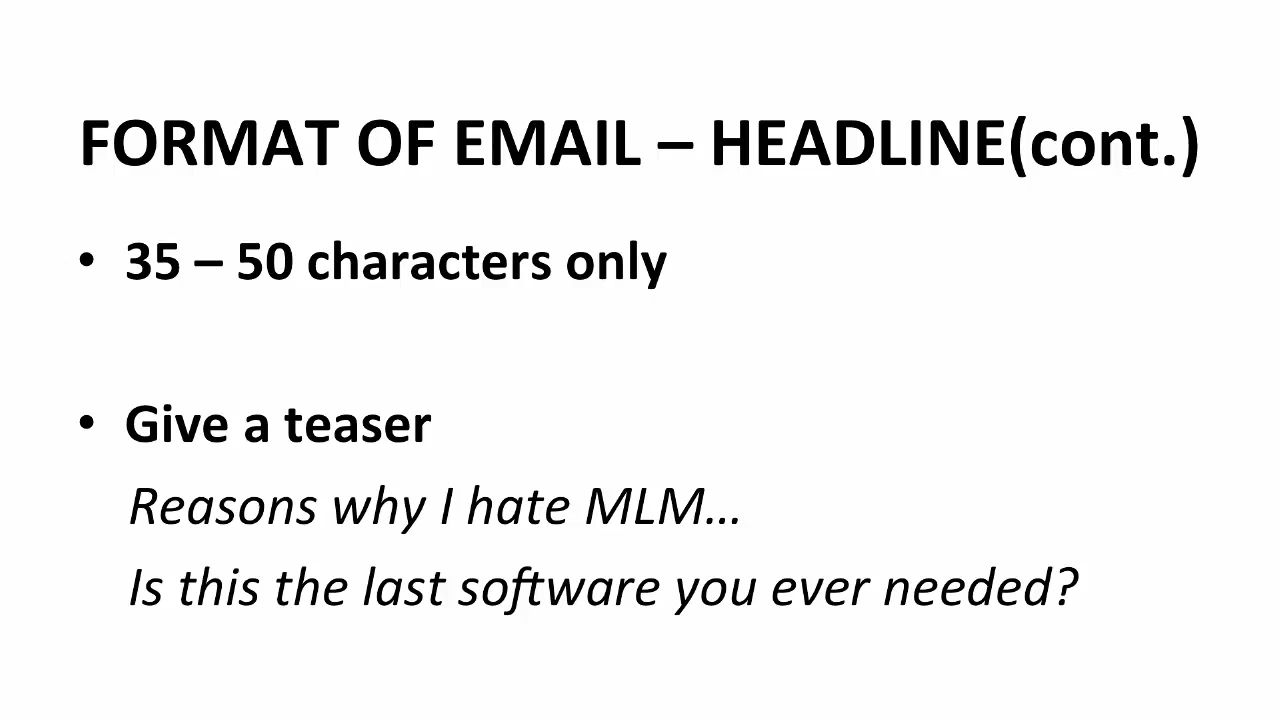 FORMAT OF EMAIL – HEADLINE(cont.)
• 35 – 50 characters only
• Give a teaser
Reasons why I hate MLM…
Is this the last software you ever needed?